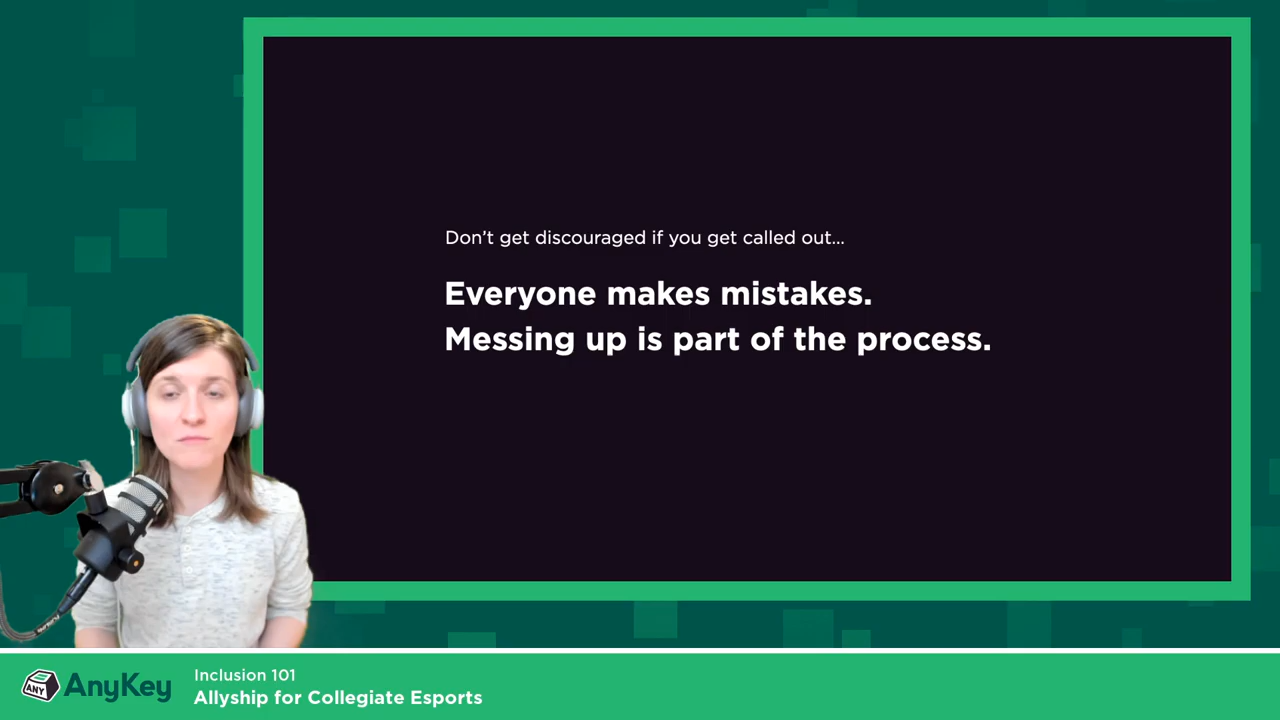 Don't get discouraged if you get called out...
Everyone makes mistakes.
Messing up is part of the process.
ANY
AnyKey
Inclusion 101
Allyship for Collegiate Esports